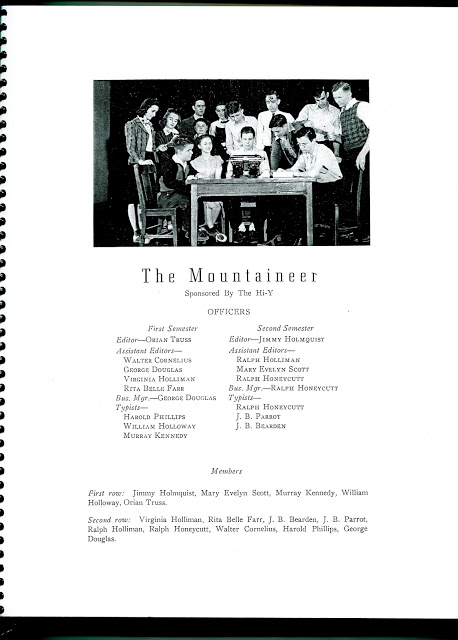 The Mountaineer
Sponsored By The Hi-Y
OFFICERS
First Semester
Editor—Orian Truss
Assistant Editors—
Walter Cornelius
George Douglas
Virginia Holliman
Rita Belle Farr
Bus. Mgr.—George Douglas
Typists—
Harold Phillips
William Holloway
Murray Kennedy
Second Semester
Editor—Jimmy Holmquist
Assistant Editors—
Ralph Holliman
Mary Evelyn Scott
Ralph Honeycutt
Bus. Mgr.—Ralph Honeycutt
Typists—
Ralph Honeycutt
J. B. Parrot
J. B. Bearden
Members
First row: Jimmy Holmquist, Mary Evelyn Scott, Murray Kennedy, William
Holloway, Orian Truss.
Second row: Virginia Holliman, Rita Belle Farr, J. B. Bearden, J. B. Parrot,
Ralph Holliman, Ralph Honeycutt, Walter Cornelius, Harold Phillips, George
Douglas.